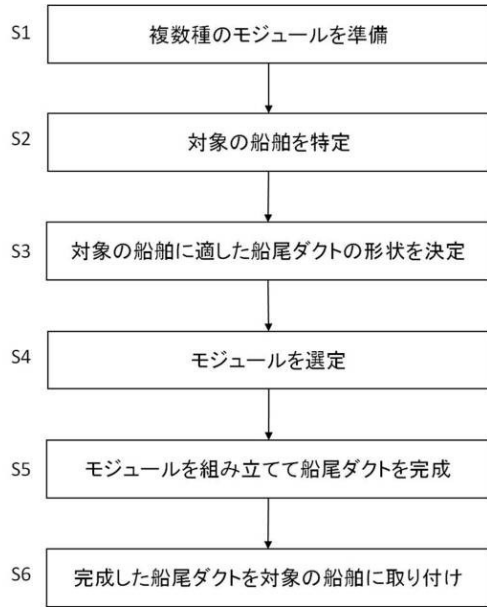 S1 複数種のモジュールを準備
S2 対象の船舶を特定
S3 対象の船舶に適した船尾ダクトの形状を決定
S4 モジュールを選定
S5 モジュールを組み立てて船尾ダクトを完成
S6 完成した船尾ダクトを対象の船舶に取り付け